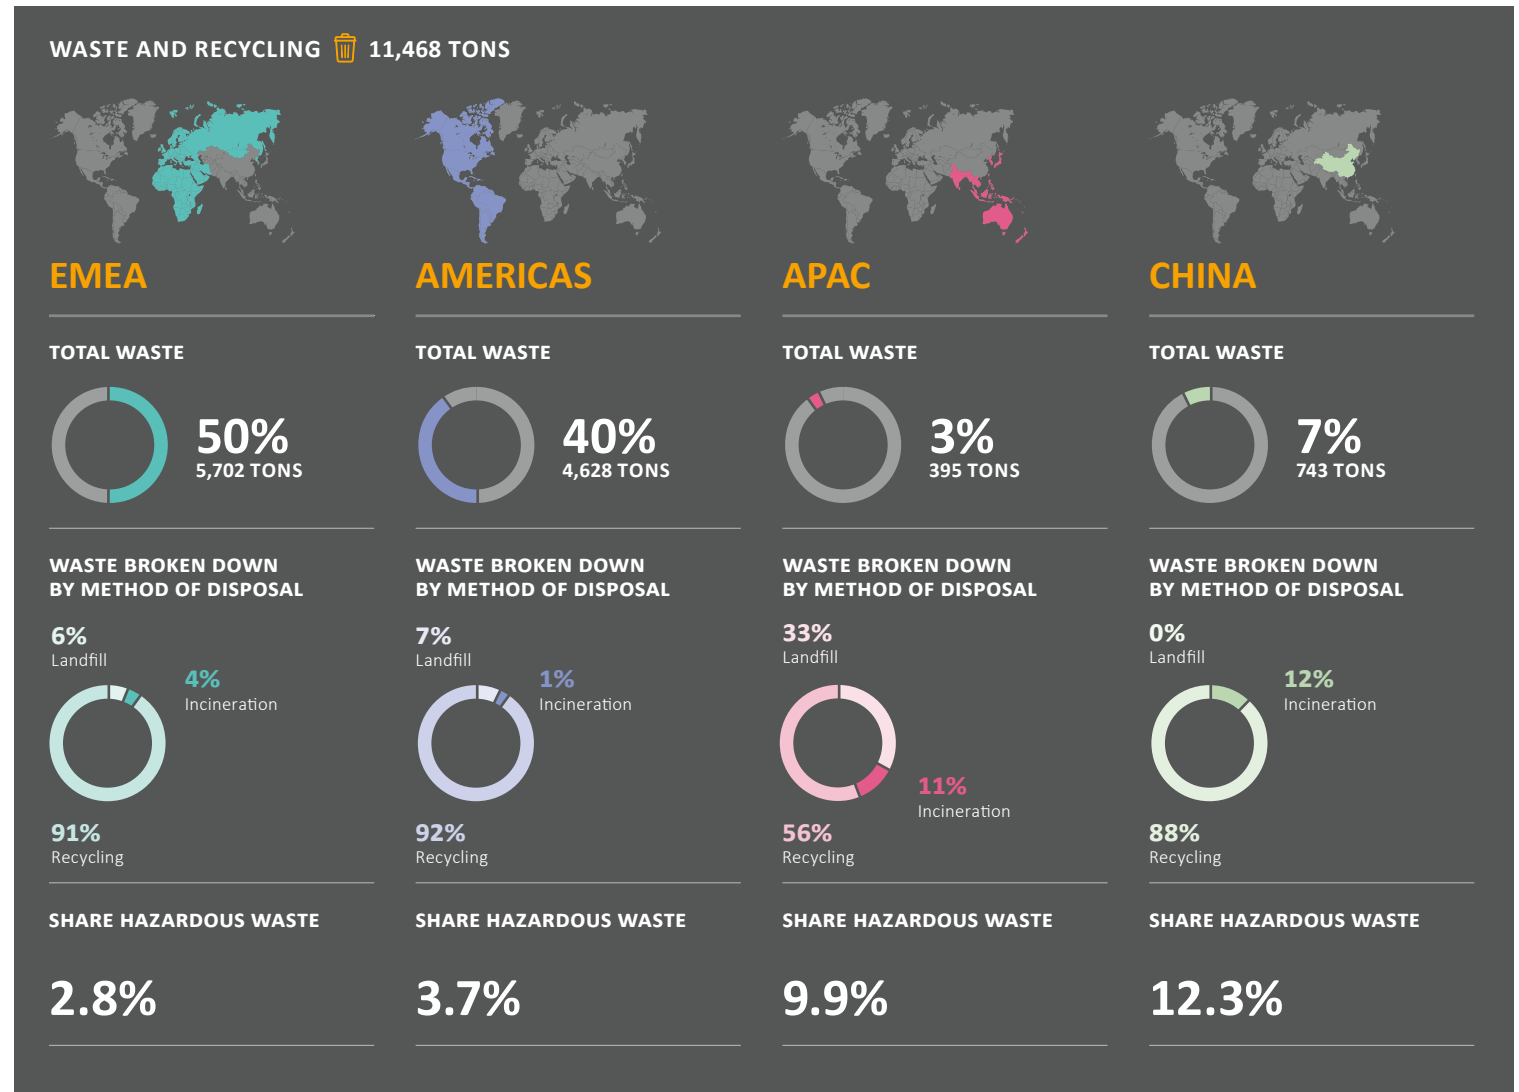 WASTE AND RECYCLING 11,468 TONS
EMEA
TOTAL WASTE
50%
5,702 TONS
WASTE BROKEN DOWN
BY METHOD OF DISPOSAL
6%
Landfill
4%
Incineration
91%
Recycling
SHARE HAZARDOUS WASTE
2.8%
AMERICAS
TOTAL WASTE
40%
4,628 TONS
WASTE BROKEN DOWN
BY METHOD OF DISPOSAL
7%
Landfill
1%
Incineration
92%
Recycling
SHARE HAZARDOUS WASTE
3.7%
APAC
TOTAL WASTE
3%
395 TONS
WASTE BROKEN DOWN
BY METHOD OF DISPOSAL
33%
Landfill
11%
Incineration
56%
Recycling
SHARE HAZARDOUS WASTE
9.9%
CHINA
TOTAL WASTE
7%
743 TONS
WASTE BROKEN DOWN
BY METHOD OF DISPOSAL
0%
Landfill
12%
Incineration
88%
Recycling
SHARE HAZARDOUS WASTE
12.3%